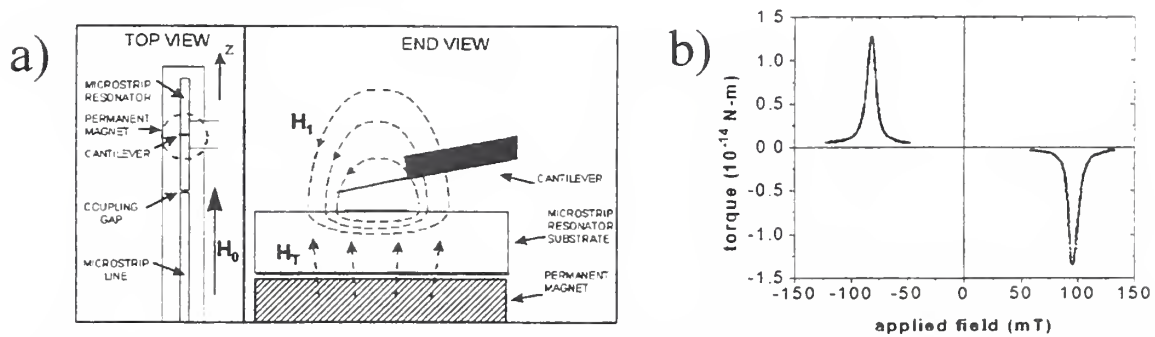 a)
TOP VIEW
z
MICROSTRIP
RESONATOR
PERMANENT
MAGNET
CANTILEVER
COUPLING
GAP
H0
MICROSTRIP
LINE
END VIEW
H1
CANTILEVER
MICROSTRIP
RESONATOR
SUBSTRATE
HT
PERMANENT
MAGNET
b)
torque (10-14 N-m)
1.5
1.0
0.5
0.0
-0.5
-1.0
-1.5
-150 -100 -50 0 50 100 150
applied field (mT)